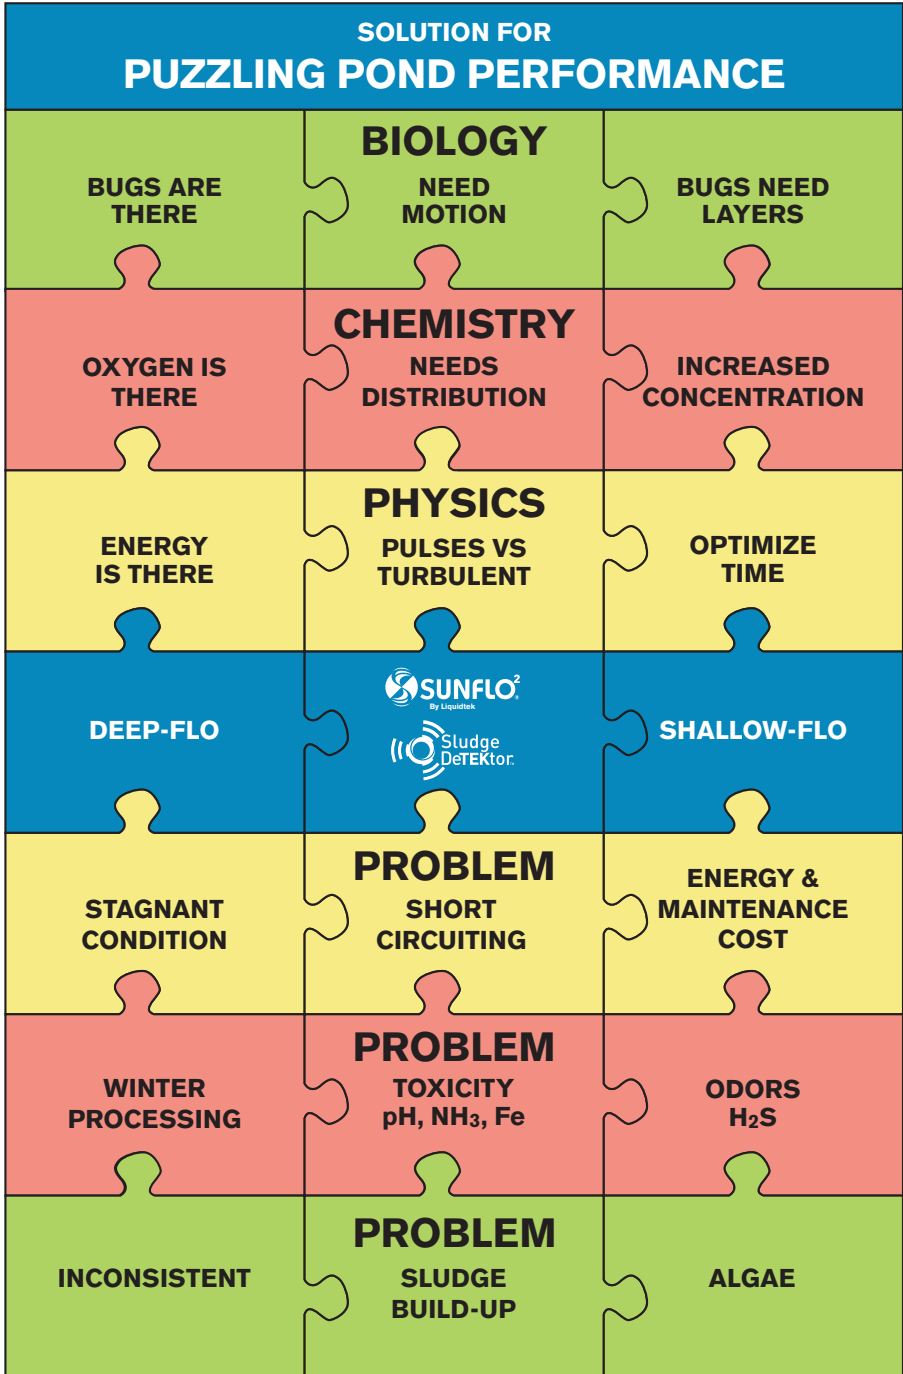 SOLUTION FOR
PUZZLING POND PERFORMANCE
BIOLOGY
BUGS ARE
THERE
NEED
MOTION
BUGS NEED
LAYERS
CHEMISTRY
OXYGEN IS
THERE
NEEDS
DISTRIBUTION
INCREASED
CONCENTRATION
PHYSICS
ENERGY
IS THERE
PULSES VS
TURBULENT
OPTIMIZE
TIME
DEEP-FLO
SUNFLO²
By Liquidtek
Sludge
DeTEKtor
SHALLOW-FLO
PROBLEM
STAGNANT
CONDITION
SHORT
CIRCUITING
ENERGY &
MAINTENANCE
COST
PROBLEM
WINTER
PROCESSING
TOXICITY
pH, NH₃, Fe
ODORS
H₂S
PROBLEM
INCONSISTENT
SLUDGE
BUILD-UP
ALGAE